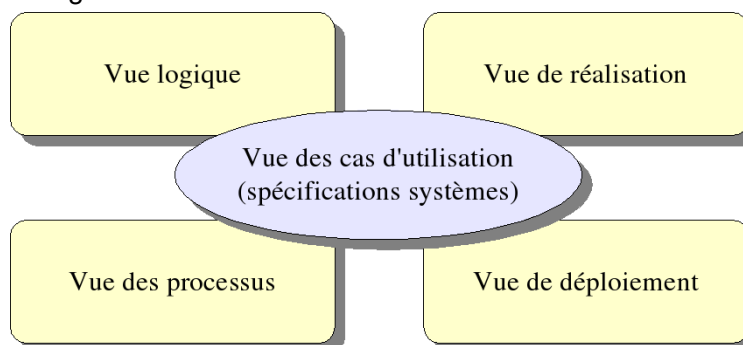 Vue logique
Vue de réalisation
Vue des cas d'utilisation
(spécifications systèmes)
Vue des processus
Vue de déploiement